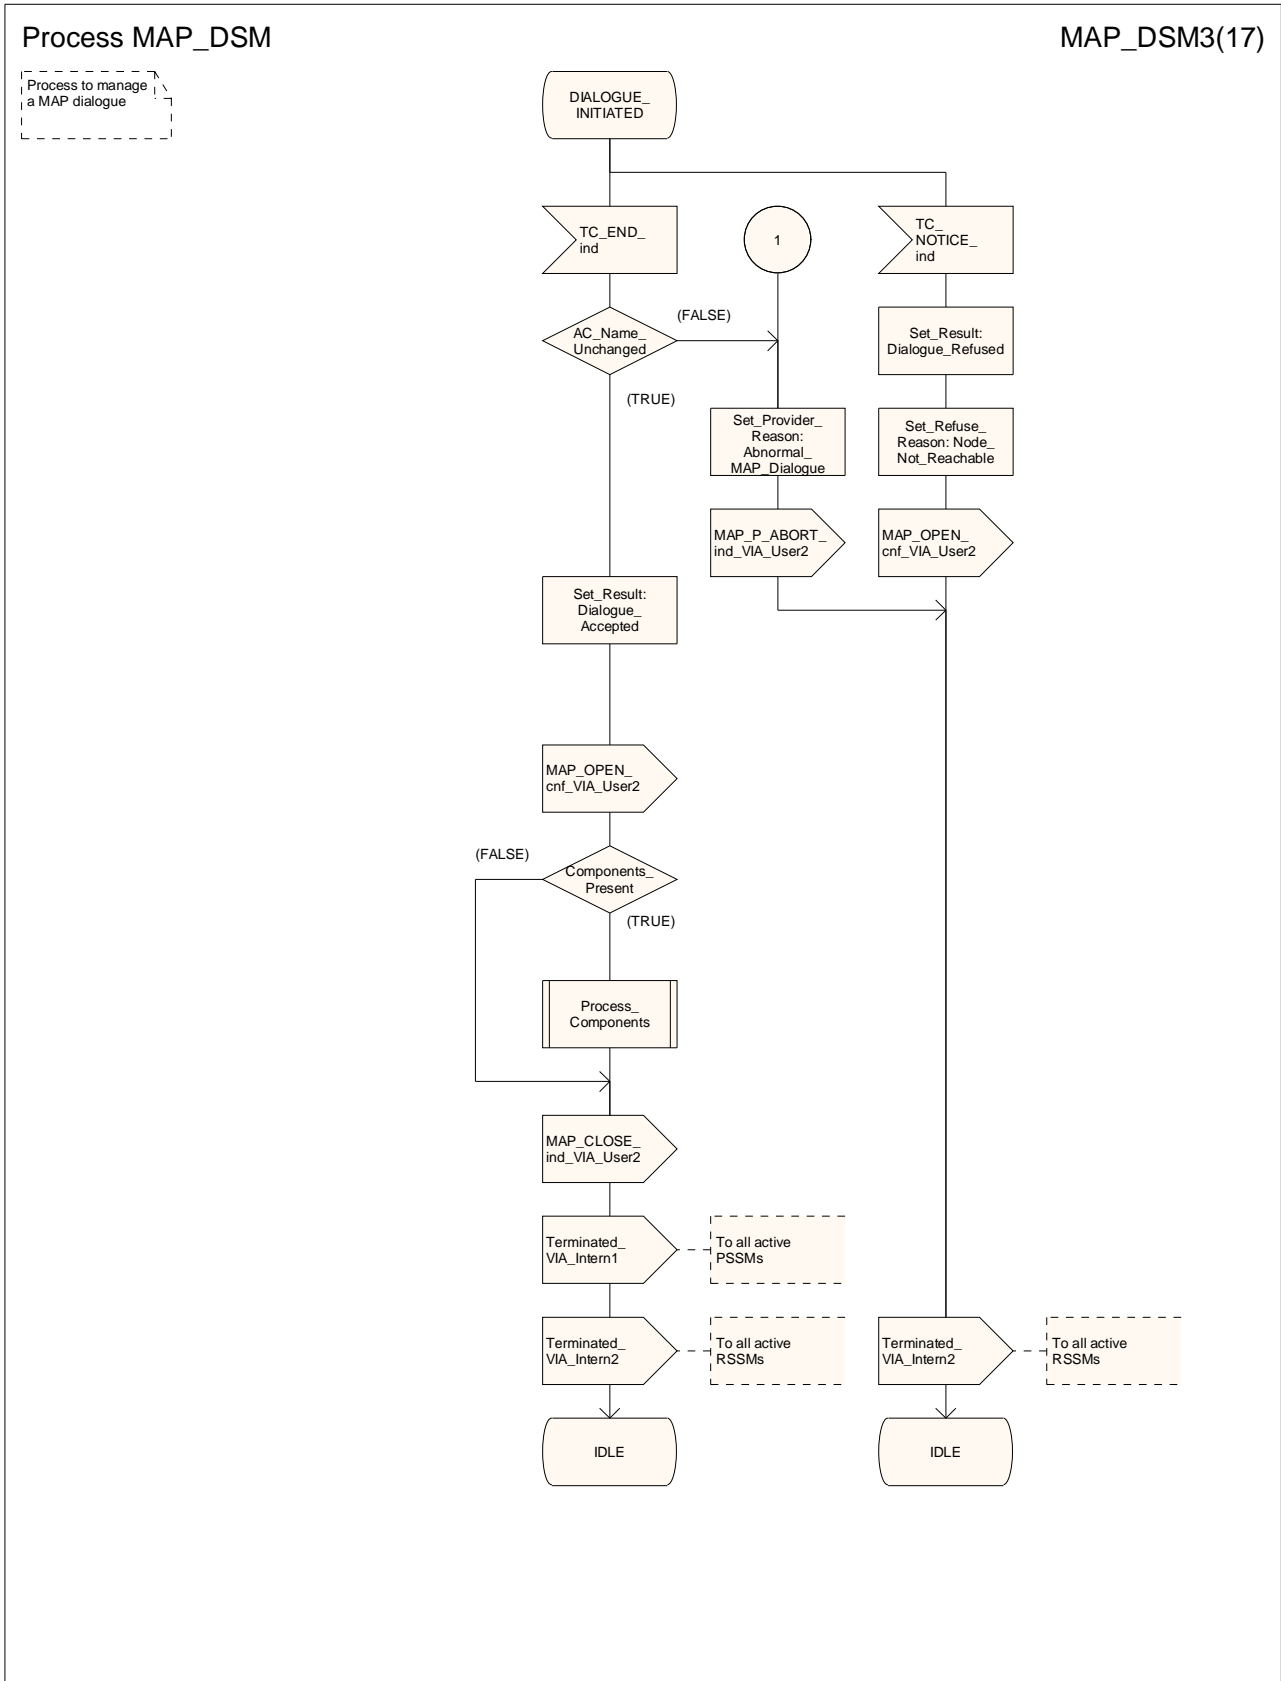 Process MAP_DSM
MAP_DSM3(17)
Process to manage
a MAP dialogue
DIALOGUE_
INITIATED
TC_END_
ind
1
TC_
NOTICE_
ind
AC_Name_
Unchanged
(FALSE)
(TRUE)
Set_Result:
Dialogue_Refused
Set_Provider_
Reason:
Abnormal_
MAP_Dialogue
Set_Refuse_
Reason: Node_
Not_Reachable
MAP_P_ABORT_
ind_VIA_User2
MAP_OPEN_
cnf_VIA_User2
Set_Result:
Dialogue_
Accepted
MAP_OPEN_
cnf_VIA_User2
(FALSE)
Components_
Present
(TRUE)
Process_
Components
MAP_CLOSE_
ind_VIA_User2
Terminated_
VIA_Intern1
To all active
PSSMs
Terminated_
VIA_Intern2
To all active
RSSMs
Terminated_
VIA_Intern2
To all active
RSSMs
IDLE
IDLE